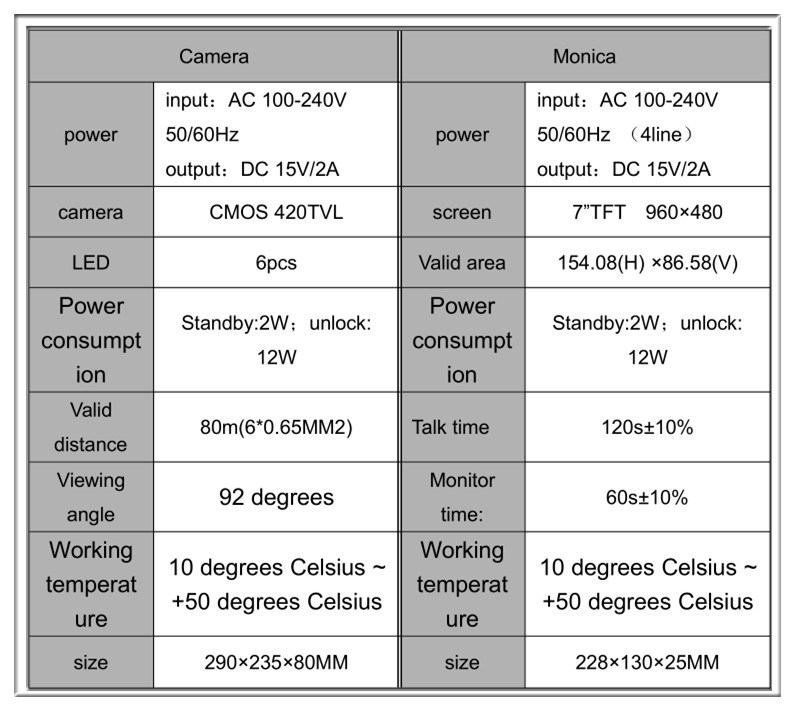 Camera
Monica
power
input：AC 100-240V
50/60Hz
output：DC 15V/2A
power
input：AC 100-240V
50/60Hz （4line）
output：DC 15V/2A
camera
CMOS 420TVL
screen
7”TFT 960×480
LED
6pcs
Valid area
154.08(H) ×86.58(V)
Power
consumpt
ion
Standby:2W；unlock:
12W
Power
consumpt
ion
Standby:2W；unlock:
12W
Valid
distance
80m(6*0.65MM2)
Talk time
120s±10%
Viewing
angle
92 degrees
Monitor
time:
60s±10%
Working
temperat
ure
10 degrees Celsius ~
+50 degrees Celsius
Working
temperat
ure
10 degrees Celsius ~
+50 degrees Celsius
size
290×235×80MM
size
228×130×25MM